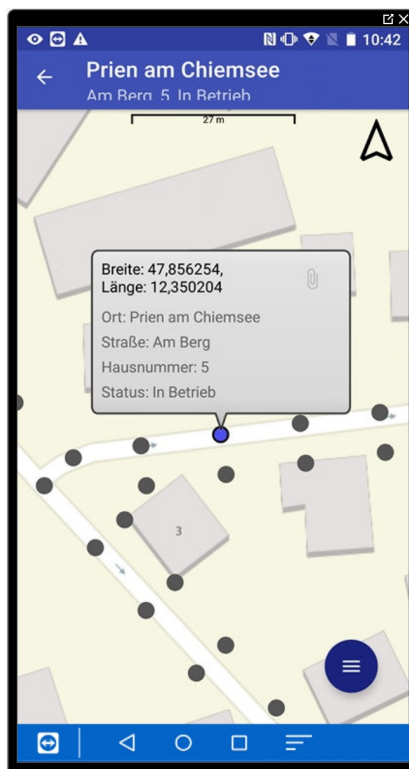 10:42
Prien am Chiemsee
Am Berg, 5, In Betrieb
27 m
Breite: 47,856254,
Länge: 12,350204
Ort: Prien am Chiemsee
Straße: Am Berg
Hausnummer: 5
Status: In Betrieb
3